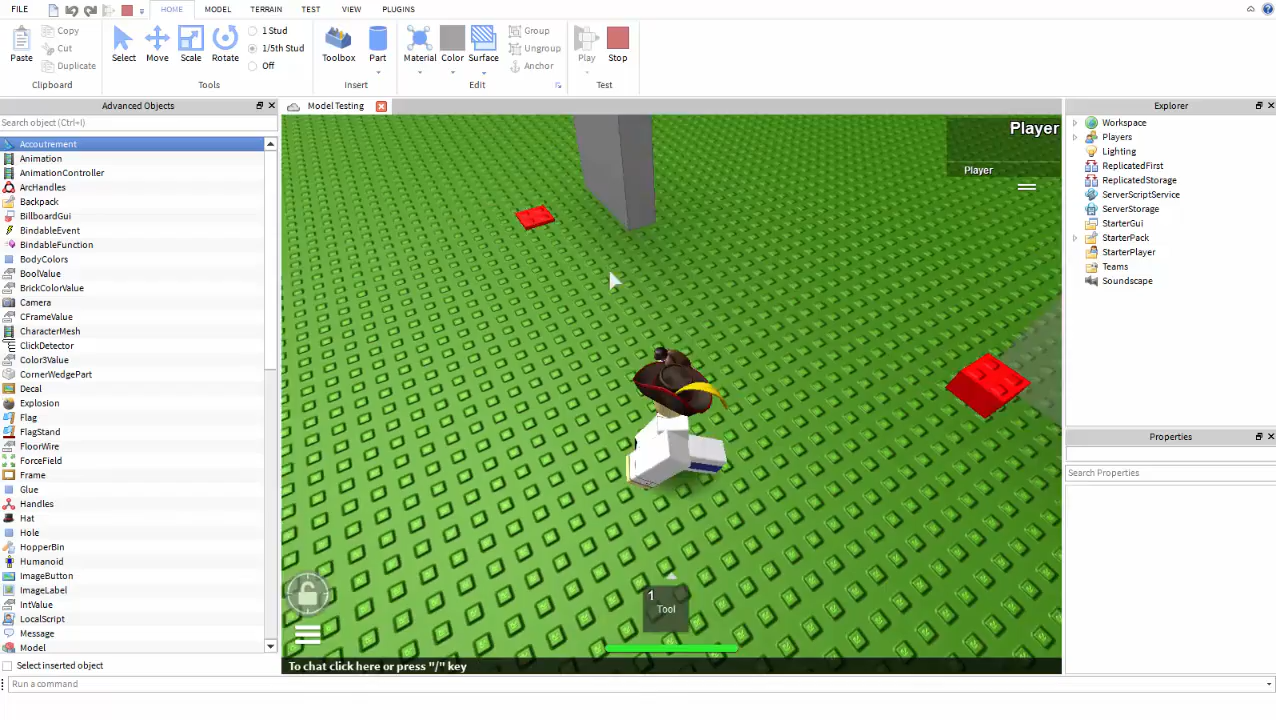 FILE HOME MODEL TERRAIN TEST VIEW PLUGINS
Paste
Copy
Cut
Duplicate
Clipboard
Select Move Scale Rotate
1 Stud
1/5th Stud
Off
Tools
Toolbox Part
Insert
Material Color Surface
Group
Ungroup
Anchor
Edit
Play Stop
Test
Advanced Objects
Search object (Ctrl+I)
Accoutrement
Animation
AnimationController
ArcHandles
Backpack
BillboardGui
BindableEvent
BindableFunction
BodyColors
BoolValue
BrickColorValue
Camera
CFrameValue
CharacterMesh
ClickDetector
Color3Value
CornerWedgePart
Decal
Explosion
Flag
FlagStand
FloorWire
ForceField
Frame
Glue
Handles
Hat
Hole
HopperBin
Humanoid
ImageButton
ImageLabel
IntValue
LocalScript
Message
Model
Select inserted object
Run a command
Model Testing
Player
Player
1
Tool
To chat click here or press "/" key
Explorer
Workspace
Players
Lighting
ReplicatedFirst
ReplicatedStorage
ServerScriptService
ServerStorage
StarterGui
StarterPack
StarterPlayer
Teams
Soundscape
Properties
Search Properties